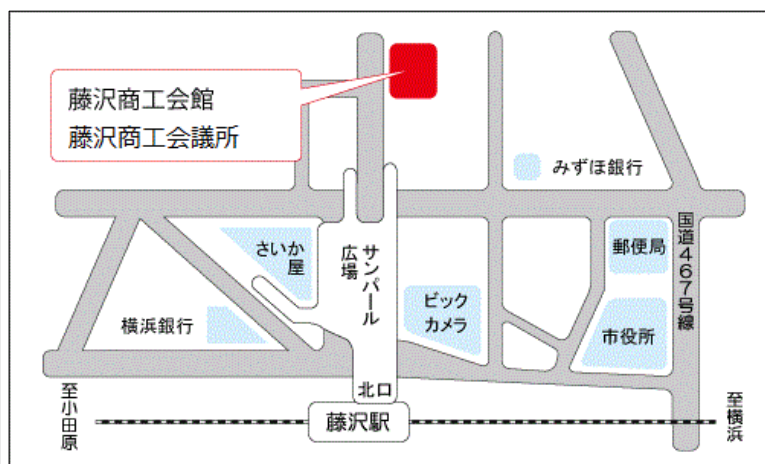 藤沢商工会館
藤沢商工会議所
みずほ銀行
さいか
屋
サンパール
広場
ビック
カメラ
郵便局
国道467号線
市役所
横浜銀行
北口
藤沢駅
至小田原
至横浜